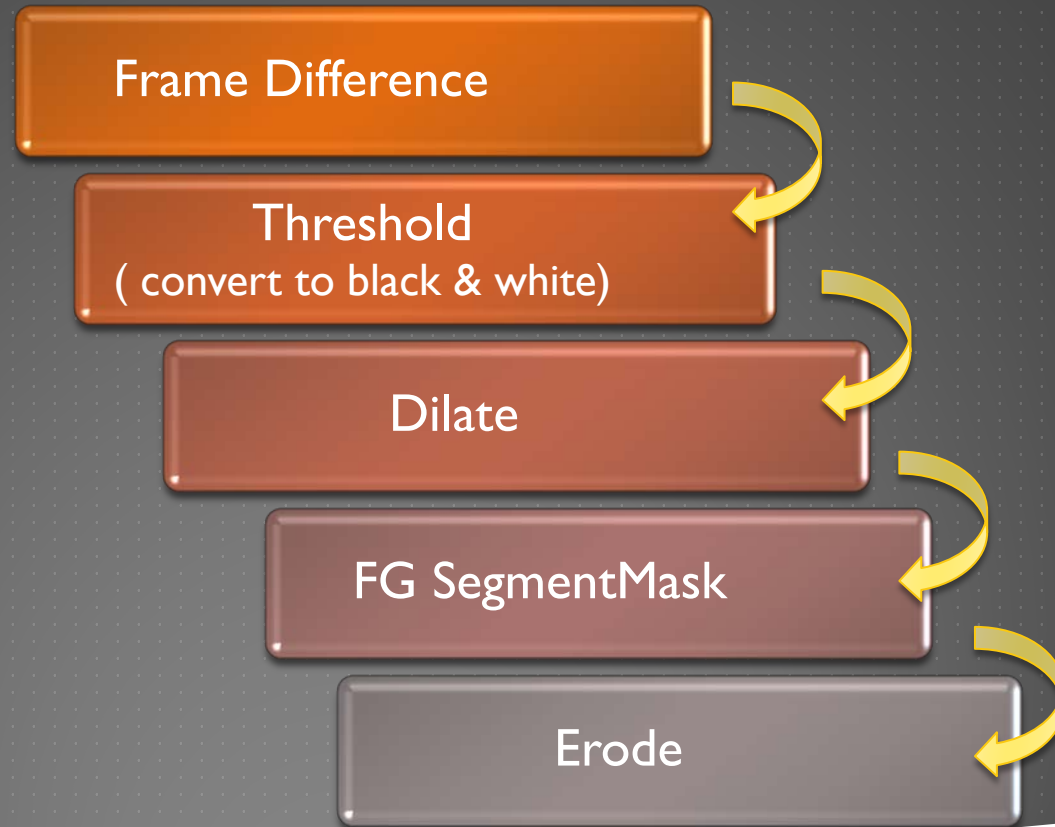 Frame Difference
Threshold
( convert to black & white)
Dilate
FG SegmentMask
Erode